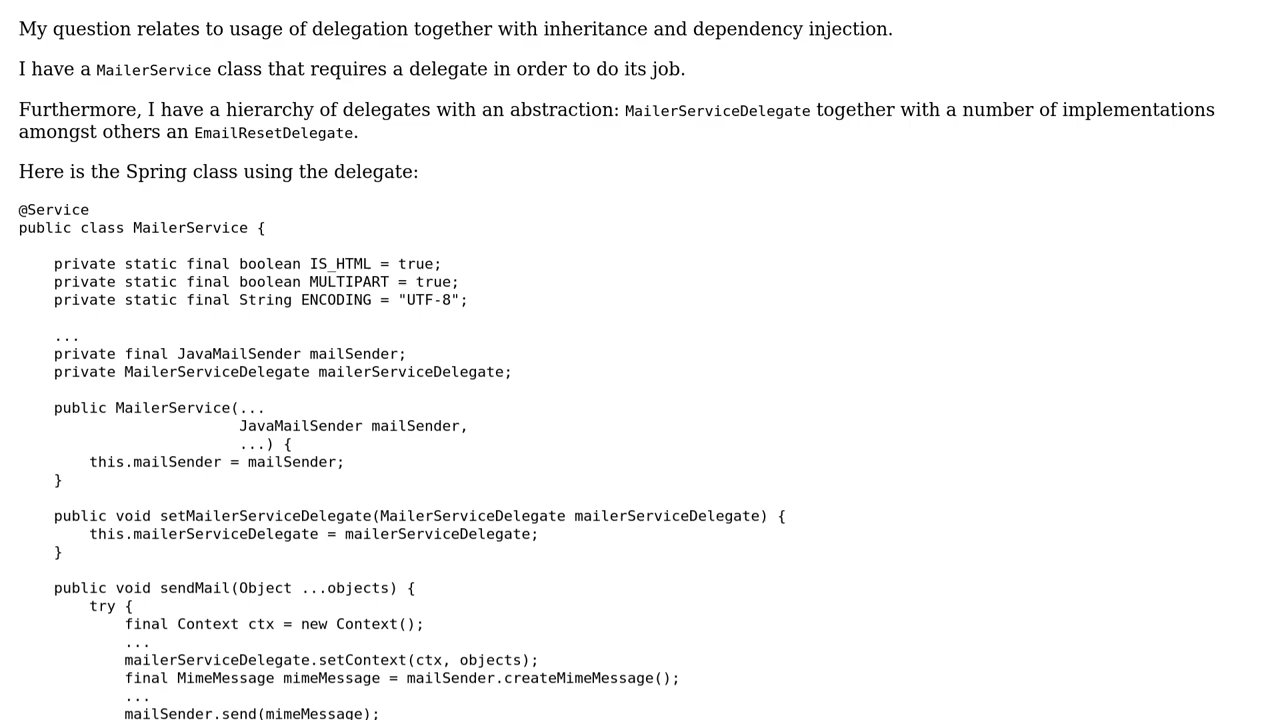 My question relates to usage of delegation together with inheritance and dependency injection.
I have a MailerService class that requires a delegate in order to do its job.
Furthermore, I have a hierarchy of delegates with an abstraction: MailerServiceDelegate together with a number of implementations
amongst others an EmailResetDelegate.
Here is the Spring class using the delegate:
@Service
public class MailerService {
    private static final boolean IS_HTML = true;
    private static final boolean MULTIPART = true;
    private static final String ENCODING = "UTF-8";
    ...
    private final JavaMailSender mailSender;
    private MailerServiceDelegate mailerServiceDelegate;
    public MailerService(...
                         JavaMailSender mailSender,
                         ...) {
        this.mailSender = mailSender;
    }
    public void setMailerServiceDelegate(MailerServiceDelegate mailerServiceDelegate) {
        this.mailerServiceDelegate = mailerServiceDelegate;
    }
    public void sendMail(Object ...objects) {
        try {
            final Context ctx = new Context();
            ...
            mailerServiceDelegate.setContext(ctx, objects);
            final MimeMessage mimeMessage = mailSender.createMimeMessage();
            ...
            mailSender.send(mimeMessage);